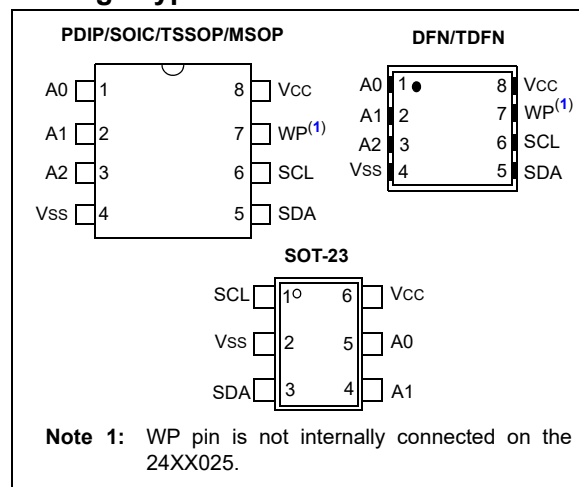 PDIP/SOIC/TSSOP/MSOP
A0 1 8 VCC
A1 2 7 WP(1)
A2 3 6 SCL
VSS 4 5 SDA
DFN/TDFN
A0 1 8 VCC
A1 2 7 WP(1)
A2 3 6 SCL
VSS 4 5 SDA
SOT-23
SCL 1 6 VCC
VSS 2 5 A0
SDA 3 4 A1
Note 1: WP pin is not internally connected on the
24XX025.